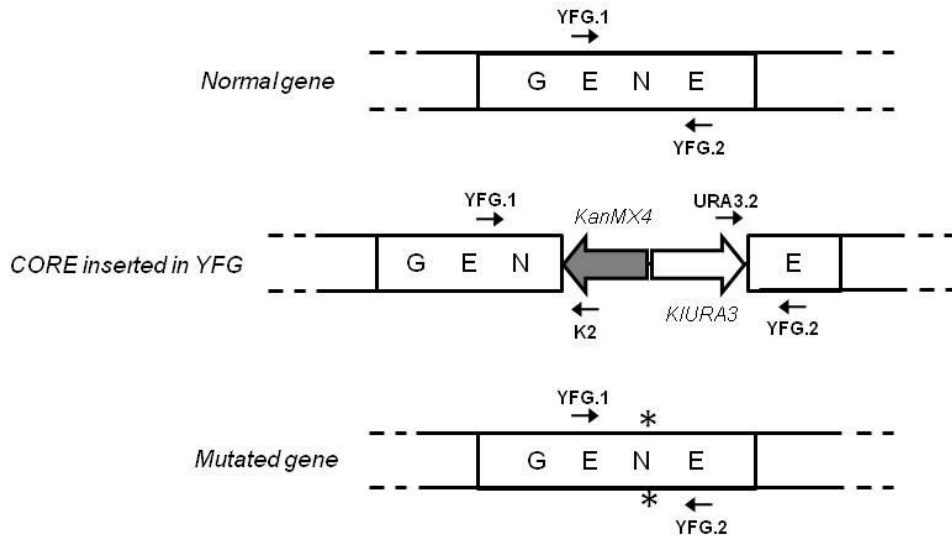 YFG.1
Normal gene
G E N E
YFG.2
YFG.1
KanMX4
URA3.2
CORE inserted in YFG
G E N
E
K2
KlURA3
YFG.2
YFG.1
*
Mutated gene
G E N E
*
YFG.2